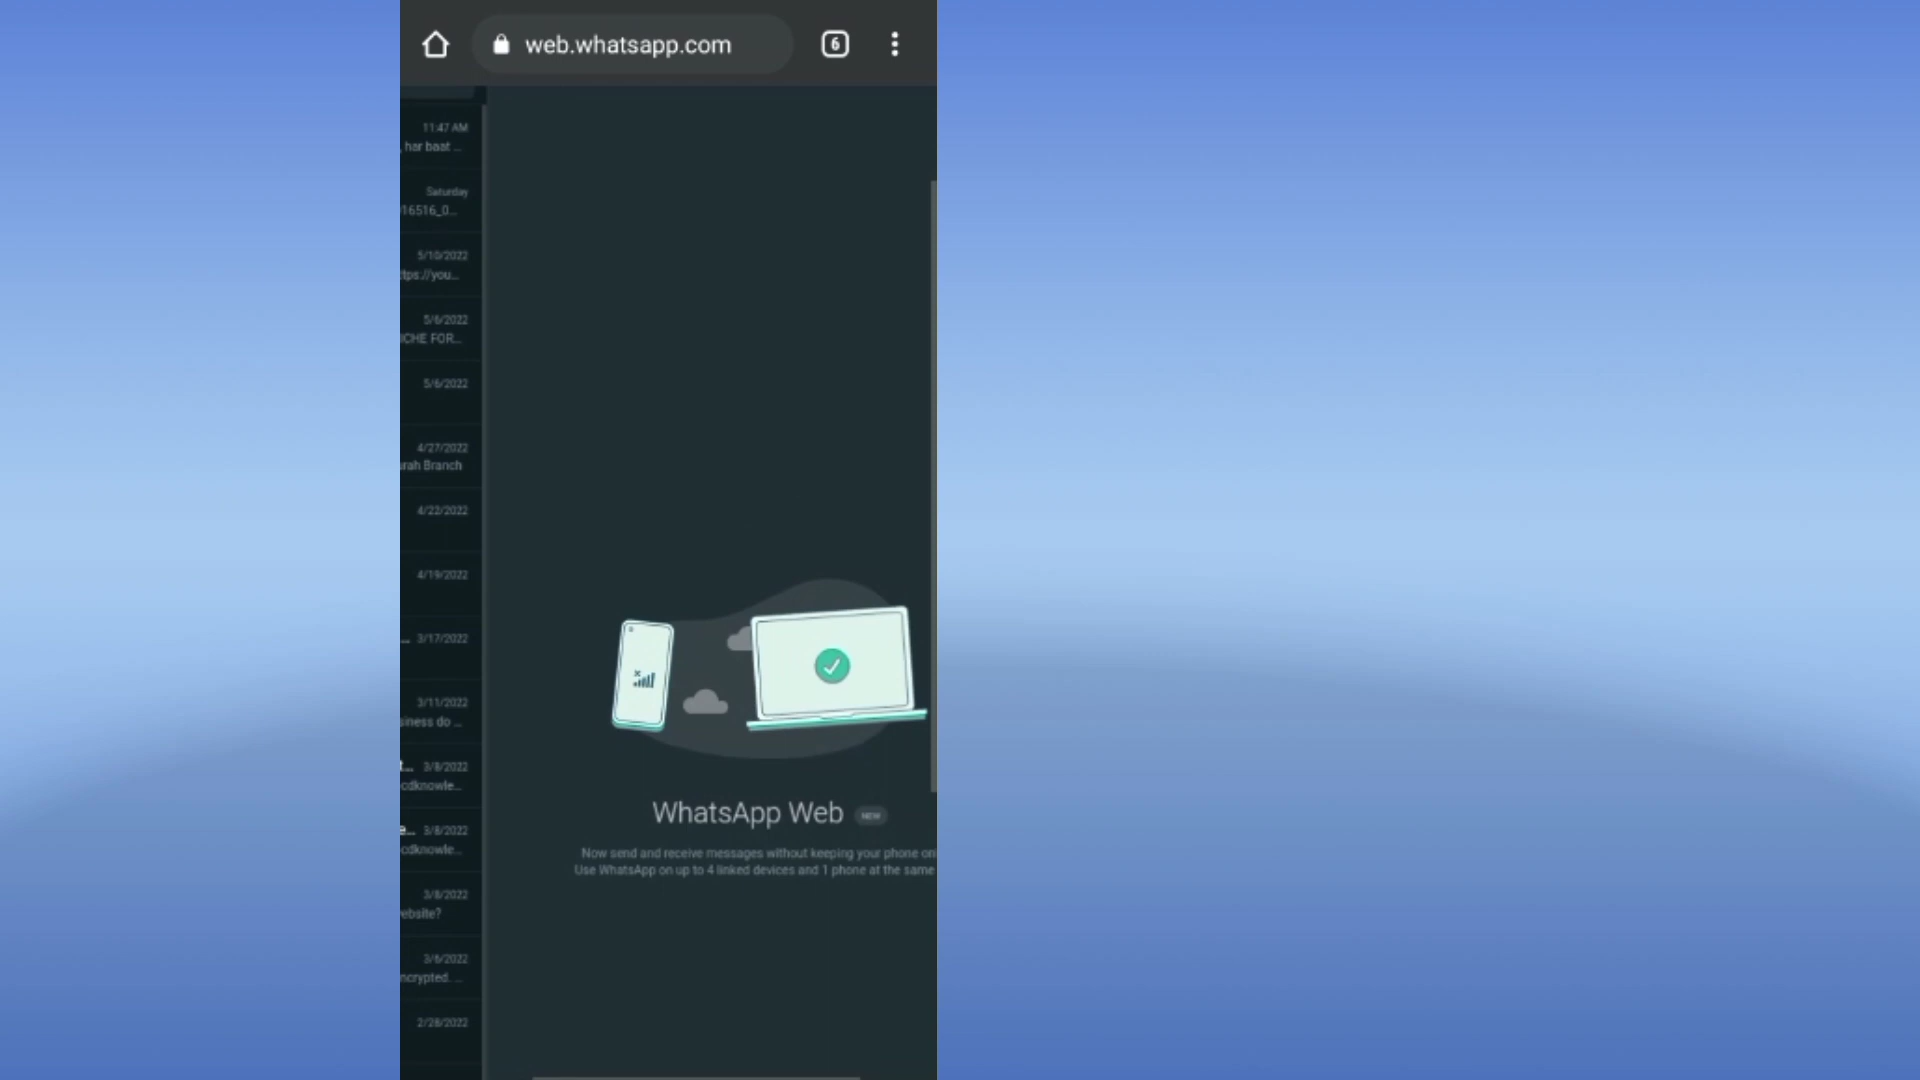 web.whatsapp.com
6
11:47 AM
, har baat ...
Saturday
16516_0...
5/10/2022
tps://you...
5/6/2022
CHE FOR...
5/6/2022
4/27/2022
urah Branch
4/22/2022
4/19/2022
... 3/17/2022
3/11/2022
siness do ...
t... 3/8/2022
cdknowle...
e... 3/8/2022
cdknowle...
3/8/2022
ebsite?
3/6/2022
ncrypted. ...
2/28/2022
WhatsApp Web NEW
Now send and receive messages without keeping your phone on
Use WhatsApp on up to 4 linked devices and 1 phone at the same